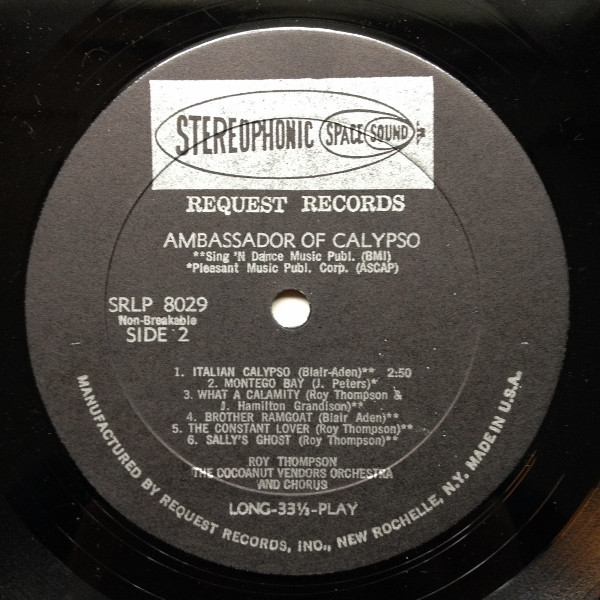 STEREOPHONIC SPACE SOUND
REQUEST RECORDS
AMBASSADOR OF CALYPSO
**Sing 'N Dance Music Publ. (BMI)
*Pleasant Music Publ. Corp. (ASCAP)
SRLP 8029
Non-Breakable
SIDE 2
1. ITALIAN CALYPSO (Blair-Aden)** 2:50
2. MONTEGO BAY (J. Peters)*
3. WHAT A CALAMITY (Roy Thompson &
J. Hamilton Grandison)**
4. BROTHER RAMGOAT (Blair Aden)**
5. THE CONSTANT LOVER (Roy Thompson)**
6. SALLY'S GHOST (Roy Thompson)**
ROY THOMPSON
THE COCOANUT VENDORS ORCHESTRA
AND CHORUS
LONG-33⅓-PLAY
MANUFACTURED BY REQUEST RECORDS, INC., NEW ROCHELLE, N.Y. MADE IN U.S.A.